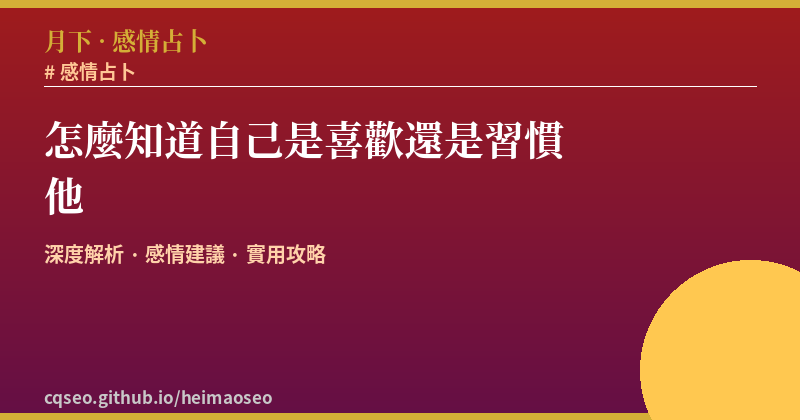 月下 · 感情占卜
# 感情占卜
怎麼知道自己是喜歡還是習慣
他
深度解析 · 感情建議 · 實用攻略
cqseo.github.io/heimaoseo